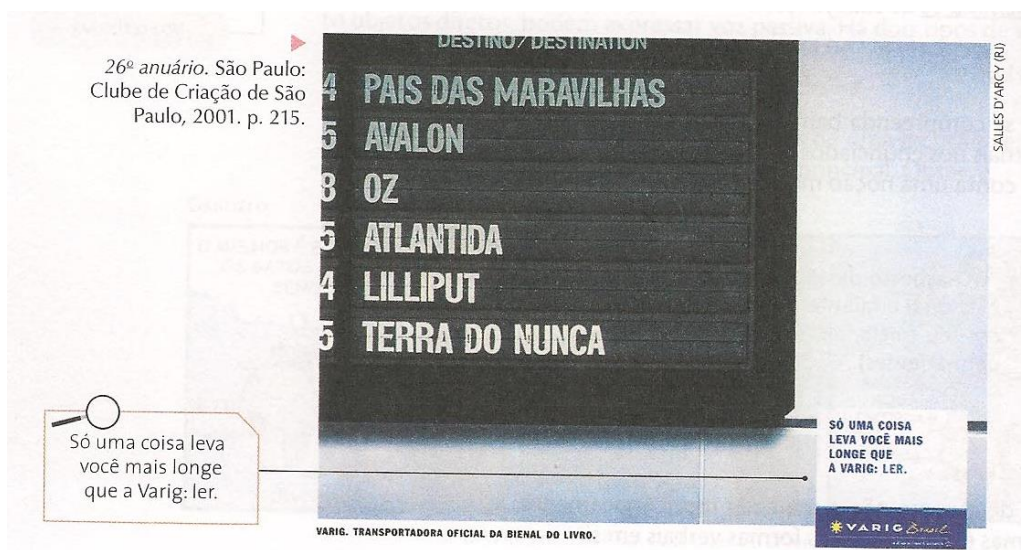 26º anuário. São Paulo:
Clube de Criação de São
Paulo, 2001. p. 215.
DESTINO/DESTINATION
4 PAIS DAS MARAVILHAS
5 AVALON
8 OZ
5 ATLANTIDA
4 LILLIPUT
5 TERRA DO NUNCA
SALLES D'ARCY (RJ)
Só uma coisa leva
você mais longe
que a Varig: ler.
SÓ UMA COISA
LEVA VOCÊ MAIS
LONGE QUE
A VARIG: LER.
VARIG Brasil
VARIG. TRANSPORTADORA OFICIAL DA BIENAL DO LIVRO.